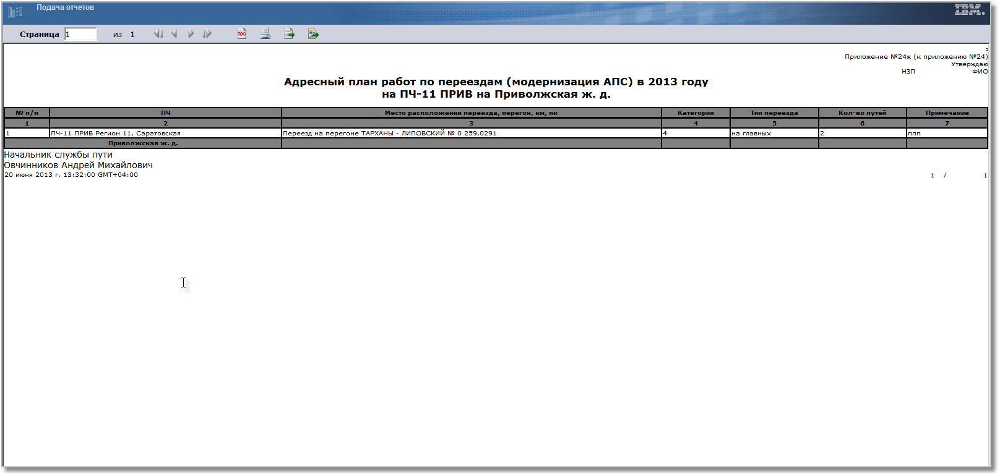 Подача отчетов
IBM.
Страница 1 из 1
TOC
:
Приложение №24ж (к приложению №24)
Утверждаю
НЗП ФИО
Адресный план работ по переездам (модернизация АПС) в 2013 году
на ПЧ-11 ПРИВ на Приволжская ж. д.
№ п/п ПЧ Место расположения переезда, перегон, км, пк Категория Тип переезда Кол-во путей Примечание
1 2 3 4 5 6 7
1 ПЧ-11 ПРИВ Регион 11, Саратовская Переезд на перегоне ТАРХАНЫ - ЛИПОВСКИЙ № 0 259,0291 4 на главных 2 ппп
Приволжская ж. д.
Начальник службы пути
Овчинников Андрей Михайлович
20 июня 2013 г. 13:32:00 GMT+04:00
1 / 1